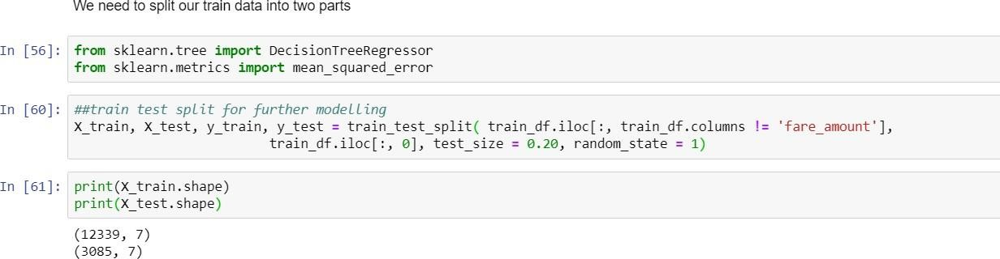 We need to split our train data into two parts
In [56]: from sklearn.tree import DecisionTreeRegressor
from sklearn.metrics import mean_squared_error
In [60]: ##train test split for further modelling
X_train, X_test, y_train, y_test = train_test_split( train_df.iloc[:, train_df.columns != 'fare_amount'],
train_df.iloc[:, 0], test_size = 0.20, random_state = 1)
In [61]: print(X_train.shape)
print(X_test.shape)
(12339, 7)
(3085, 7)